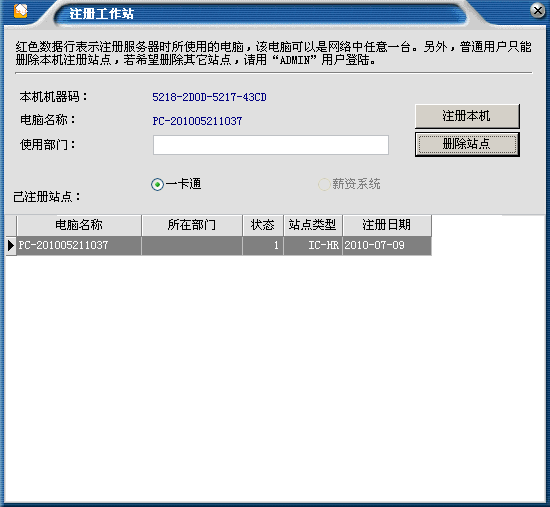 注册工作站
红色数据行表示注册服务器时所使用的电脑，该电脑可以是网络中任意一台。另外，普通用户只能
删除本机注册站点，若希望删除其它站点，请用“ADMIN”用户登陆。
本机机器码： 5218-2D0D-5217-43CD
注册本机
电脑名称： PC-201005211037
使用部门：
删除站点
一卡通 薪资系统
己注册站点：
电脑名称 所在部门 状态 站点类型 注册日期
PC-201005211037 1 IC-HR 2010-07-09